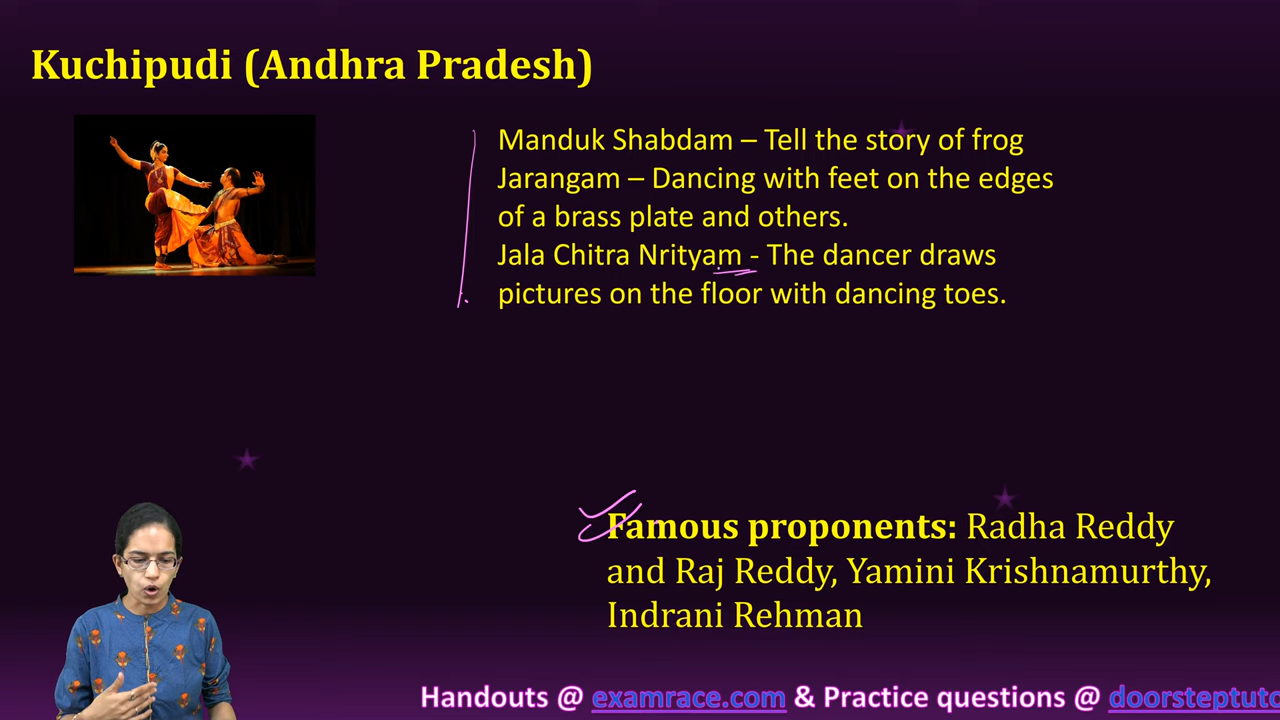 Kuchipudi (Andhra Pradesh)
Manduk Shabdam – Tell the story of frog
Jarangam – Dancing with feet on the edges
of a brass plate and others.
Jala Chitra Nrityam - The dancer draws
pictures on the floor with dancing toes.
Famous proponents: Radha Reddy
and Raj Reddy, Yamini Krishnamurthy,
Indrani Rehman
Handouts @ examrace.com & Practice questions @ doorsteptuto